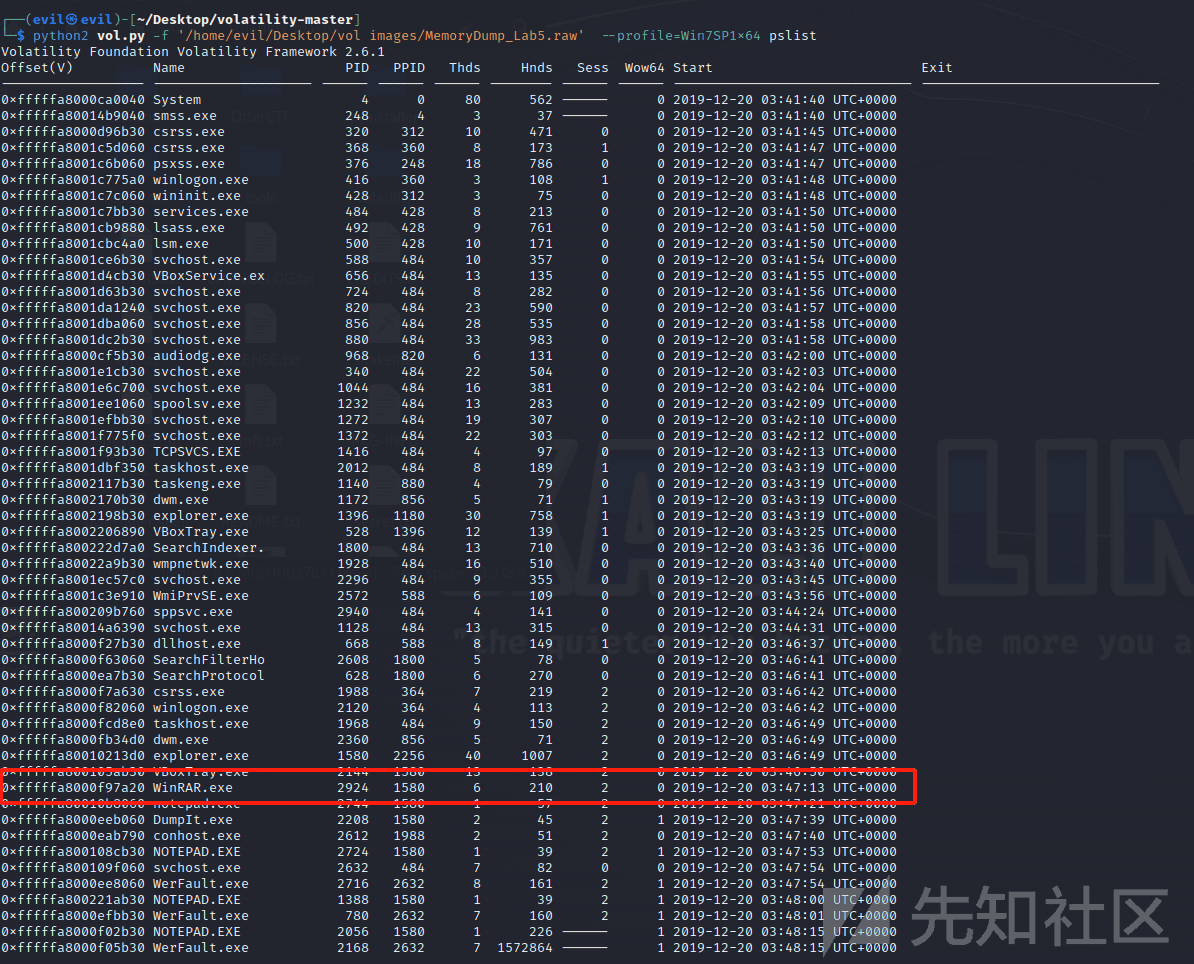 ┌──(evil㉿evil)-[~/Desktop/volatility-master]
└─$ python2 vol.py -f '/home/evil/Desktop/vol images/MemoryDump_Lab5.raw' --profile=Win7SP1×64 pslist
Volatility Foundation Volatility Framework 2.6.1
Offset(V) Name PID PPID Thds Hnds Sess Wow64 Start Exit
0×fffffa8000ca0040 System 4 0 80 562 —————— 0 2019-12-20 03:41:40 UTC+0000
0×fffffa80014b9040 smss.exe 248 4 3 37 —————— 0 2019-12-20 03:41:40 UTC+0000
0×fffffa8000d96b30 csrss.exe 320 312 10 471 0 0 2019-12-20 03:41:45 UTC+0000
0×fffffa8001c5d060 csrss.exe 368 360 8 173 1 0 2019-12-20 03:41:47 UTC+0000
0×fffffa8001c6b060 psxss.exe 376 248 18 786 0 0 2019-12-20 03:41:47 UTC+0000
0×fffffa8001c775a0 winlogon.exe 416 360 3 108 1 0 2019-12-20 03:41:48 UTC+0000
0×fffffa8001c7c060 wininit.exe 428 312 3 75 0 0 2019-12-20 03:41:48 UTC+0000
0×fffffa8001c7bb30 services.exe 484 428 8 213 0 0 2019-12-20 03:41:50 UTC+0000
0×fffffa8001cb9880 lsass.exe 492 428 9 761 0 0 2019-12-20 03:41:50 UTC+0000
0×fffffa8001cbc4a0 lsm.exe 500 428 10 171 0 0 2019-12-20 03:41:50 UTC+0000
0×fffffa8001ce6b30 svchost.exe 588 484 10 357 0 0 2019-12-20 03:41:54 UTC+0000
0×fffffa8001d4cb30 VBoxService.ex 656 484 13 135 0 0 2019-12-20 03:41:55 UTC+0000
0×fffffa8001d63b30 svchost.exe 724 484 8 282 0 0 2019-12-20 03:41:56 UTC+0000
0×fffffa8001da1240 svchost.exe 820 484 23 590 0 0 2019-12-20 03:41:57 UTC+0000
0×fffffa8001dba060 svchost.exe 856 484 28 535 0 0 2019-12-20 03:41:58 UTC+0000
0×fffffa8001dc2b30 svchost.exe 880 484 33 983 0 0 2019-12-20 03:41:58 UTC+0000
0×fffffa8000cf5b30 audiodg.exe 968 820 6 131 0 0 2019-12-20 03:42:00 UTC+0000
0×fffffa8001e1cb30 svchost.exe 340 484 22 504 0 0 2019-12-20 03:42:03 UTC+0000
0×fffffa8001e6c700 svchost.exe 1044 484 16 381 0 0 2019-12-20 03:42:04 UTC+0000
0×fffffa8001ee1060 spoolsv.exe 1232 484 13 283 0 0 2019-12-20 03:42:09 UTC+0000
0×fffffa8001efbb30 svchost.exe 1272 484 19 307 0 0 2019-12-20 03:42:10 UTC+0000
0×fffffa8001f775f0 svchost.exe 1372 484 22 303 0 0 2019-12-20 03:42:12 UTC+0000
0×fffffa8001f93b30 TCPSVCS.EXE 1416 484 4 97 0 0 2019-12-20 03:42:13 UTC+0000
0×fffffa8001dbf350 taskhost.exe 2012 484 8 189 1 0 2019-12-20 03:43:19 UTC+0000
0×fffffa8002117b30 taskeng.exe 1140 880 4 79 0 0 2019-12-20 03:43:19 UTC+0000
0×fffffa8002170b30 dwm.exe 1172 856 5 71 1 0 2019-12-20 03:43:19 UTC+0000
0×fffffa8002198b30 explorer.exe 1396 1180 30 758 1 0 2019-12-20 03:43:19 UTC+0000
0×fffffa8002206890 VBoxTray.exe 528 1396 12 139 1 0 2019-12-20 03:43:25 UTC+0000
0×fffffa800222d7a0 SearchIndexer. 1800 484 13 710 0 0 2019-12-20 03:43:36 UTC+0000
0×fffffa80022a9b30 wmpnetwk.exe 1928 484 16 510 0 0 2019-12-20 03:43:40 UTC+0000
0×fffffa8001ec57c0 svchost.exe 2296 484 9 355 0 0 2019-12-20 03:43:45 UTC+0000
0×fffffa8001c3e910 WmiPrvSE.exe 2572 588 6 109 0 0 2019-12-20 03:43:56 UTC+0000
0×fffffa800209b760 sppsvc.exe 2940 484 4 141 0 0 2019-12-20 03:44:24 UTC+0000
0×fffffa80014a6390 svchost.exe 1128 484 13 315 0 0 2019-12-20 03:44:31 UTC+0000
0×fffffa8000f27b30 dllhost.exe 668 588 8 149 1 0 2019-12-20 03:46:37 UTC+0000
0×fffffa8000f63060 SearchFilterHo 2608 1800 5 78 0 0 2019-12-20 03:46:41 UTC+0000
0×fffffa8000ea7b30 SearchProtocol 628 1800 6 270 0 0 2019-12-20 03:46:41 UTC+0000
0×fffffa8000f7a630 csrss.exe 1988 364 7 219 2 0 2019-12-20 03:46:42 UTC+0000
0×fffffa8000f82060 winlogon.exe 2120 364 4 113 2 0 2019-12-20 03:46:42 UTC+0000
0×fffffa8000fcd8e0 taskhost.exe 1968 484 9 150 2 0 2019-12-20 03:46:49 UTC+0000
0×fffffa8000fb34d0 dwm.exe 2360 856 5 71 2 0 2019-12-20 03:46:49 UTC+0000
0×fffffa80010213d0 explorer.exe 1580 2256 40 1007 2 0 2019-12-20 03:46:49 UTC+0000
0×fffffa800105ab30 VBoxTray.exe 2144 1580 13 138 2 0 2019-12-20 03:46:50 UTC+0000
0×fffffa8000f97a20 WinRAR.exe 2924 1580 6 210 2 0 2019-12-20 03:47:13 UTC+0000
notepad.exe 2744 1580 1 57 2 0 2019-12-20 03:47:21 UTC+0000
0×fffffa8000eeb060 DumpIt.exe 2208 1580 2 45 2 1 2019-12-20 03:47:39 UTC+0000
0×fffffa8000eab790 conhost.exe 2612 1988 2 51 2 0 2019-12-20 03:47:40 UTC+0000
0×fffffa800108cb30 NOTEPAD.EXE 2724 1580 1 39 2 1 2019-12-20 03:47:53 UTC+0000
0×fffffa800109f060 svchost.exe 2632 484 7 82 0 0 2019-12-20 03:47:54 UTC+0000
0×fffffa8000ee8060 WerFault.exe 2716 2632 8 161 2 1 2019-12-20 03:47:54 UTC+0000
0×fffffa800221ab30 NOTEPAD.EXE 1388 1580 1 39 2 1 2019-12-20 03:48:00 UTC+0000
0×fffffa8000efbb30 WerFault.exe 780 2632 7 160 2 1 2019-12-20 03:48:01 UTC+0000
0×fffffa8000f02b30 NOTEPAD.EXE 2056 1580 1 226 —————— 1 2019-12-20 03:48:15 UTC+0000
0×fffffa8000f05b30 WerFault.exe 2168 2632 7 1572864 —————— 1 2019-12-20 03:48:15 UTC+0000
先知社区